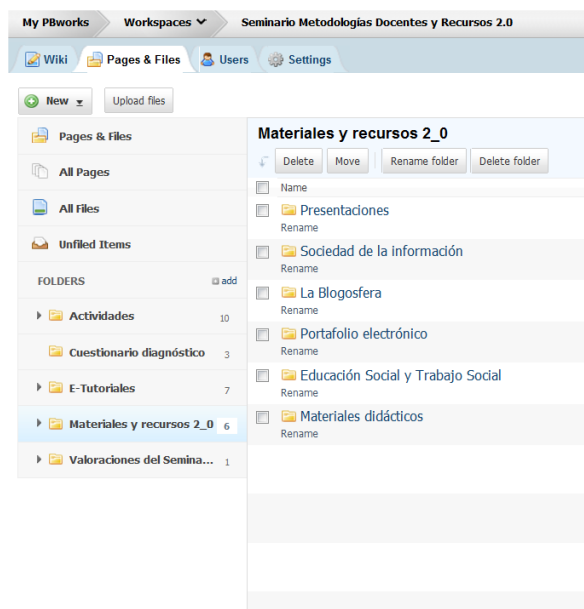 My PBworks Workspaces Seminario Metodologías Docentes y Recursos 2.0
Wiki Pages & Files Users Settings
New Upload files
Pages & Files
All Pages
All Files
Unfiled Items
FOLDERS add
Actividades 10
Cuestionario diagnóstico 3
E-Tutoriales 7
Materiales y recursos 2_0 6
Valoraciones del Semina... 1
Materiales y recursos 2_0
Delete Move Rename folder Delete folder
Name
Presentaciones
Rename
Sociedad de la información
Rename
La Blogosfera
Rename
Portafolio electrónico
Rename
Educación Social y Trabajo Social
Rename
Materiales didácticos
Rename